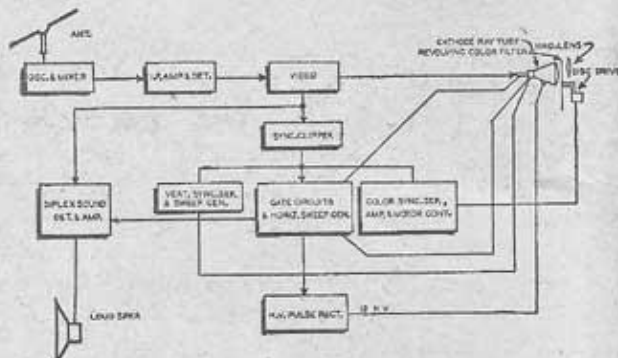 ANT.
CATHODE RAY TUBE
REVOLVING COLOR FILTER
MAG. LENS
DISC DRIVE
OSC. & MIXER
I.F. AMP & DET.
VIDEO
SYNC. CLIPPER
DIPLEX SOUND
DET. & AMP.
VERT. SYNC. SER.
& SWEEP GEN.
GATE CIRCUITS
& HORIZ. SWEEP GEN.
COLOR SYNC. SER.,
AMP. & MOTOR CONT.
LOUD SPKR
H.V. PULSE RECT.